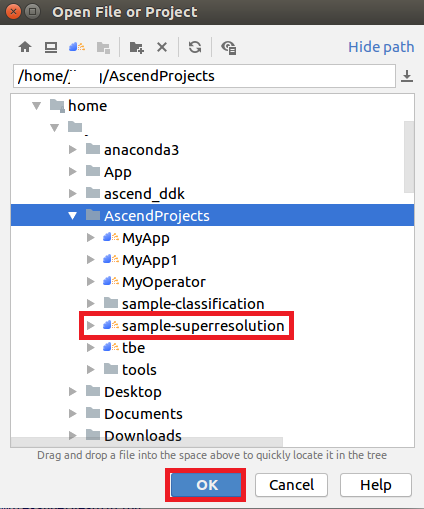 Open File or Project
Hide path
/home/ /AscendProjects
home
anaconda3
App
ascend_ddk
AscendProjects
MyApp
MyApp1
MyOperator
sample-classification
sample-superresolution
tbe
tools
Desktop
Documents
Downloads
Drag and drop a file into the space above to quickly locate it in the tree
OK
Cancel
Help